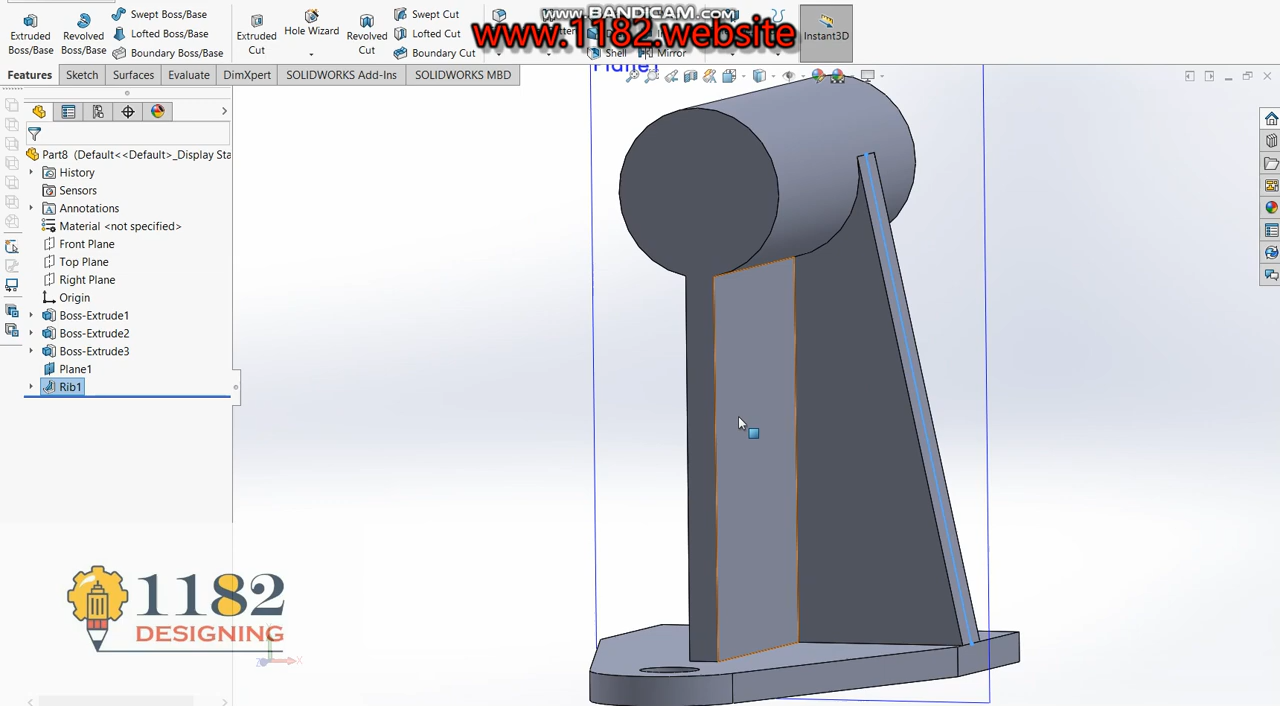 www.BANDICAM.com
www.1182.website
Extruded Boss/Base
Revolved Boss/Base
Swept Boss/Base
Lofted Boss/Base
Boundary Boss/Base
Extruded Cut
Hole Wizard
Revolved Cut
Swept Cut
Lofted Cut
Boundary Cut
Shell
Mirror
Instant3D
Features
Sketch
Surfaces
Evaluate
DimXpert
SOLIDWORKS Add-Ins
SOLIDWORKS MBD
Plane1
Part8 (Default<<Default>_Display Sta
History
Sensors
Annotations
Material <not specified>
Front Plane
Top Plane
Right Plane
Origin
Boss-Extrude1
Boss-Extrude2
Boss-Extrude3
Plane1
Rib1
1182
DESIGNING
Z
X